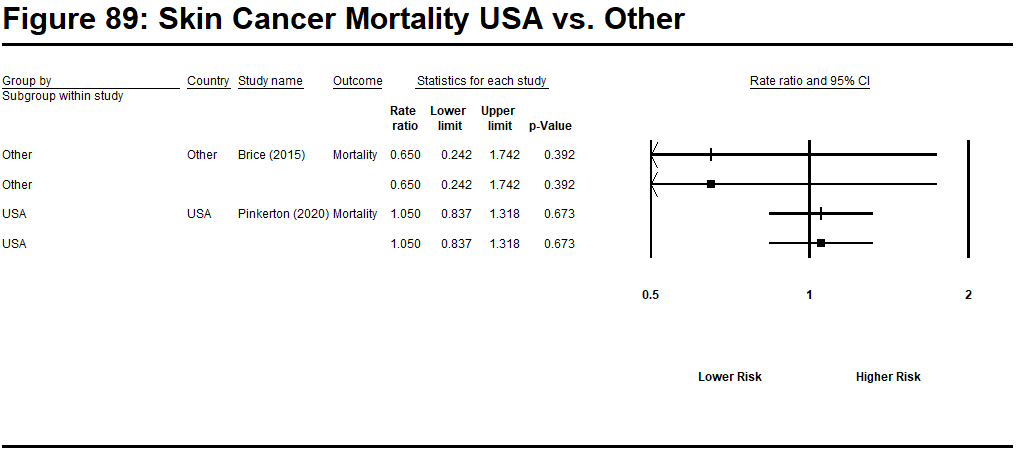 Figure 89: Skin Cancer Mortality USA vs. Other
Group by Country Study name Outcome Statistics for each study Rate ratio and 95% CI
Subgroup within study
Rate Lower Upper
ratio limit limit p-Value
Other Other Brice (2015) Mortality 0.650 0.242 1.742 0.392
Other 0.650 0.242 1.742 0.392
USA USA Pinkerton (2020) Mortality 1.050 0.837 1.318 0.673
USA 1.050 0.837 1.318 0.673
0.5 1 2
Lower Risk Higher Risk